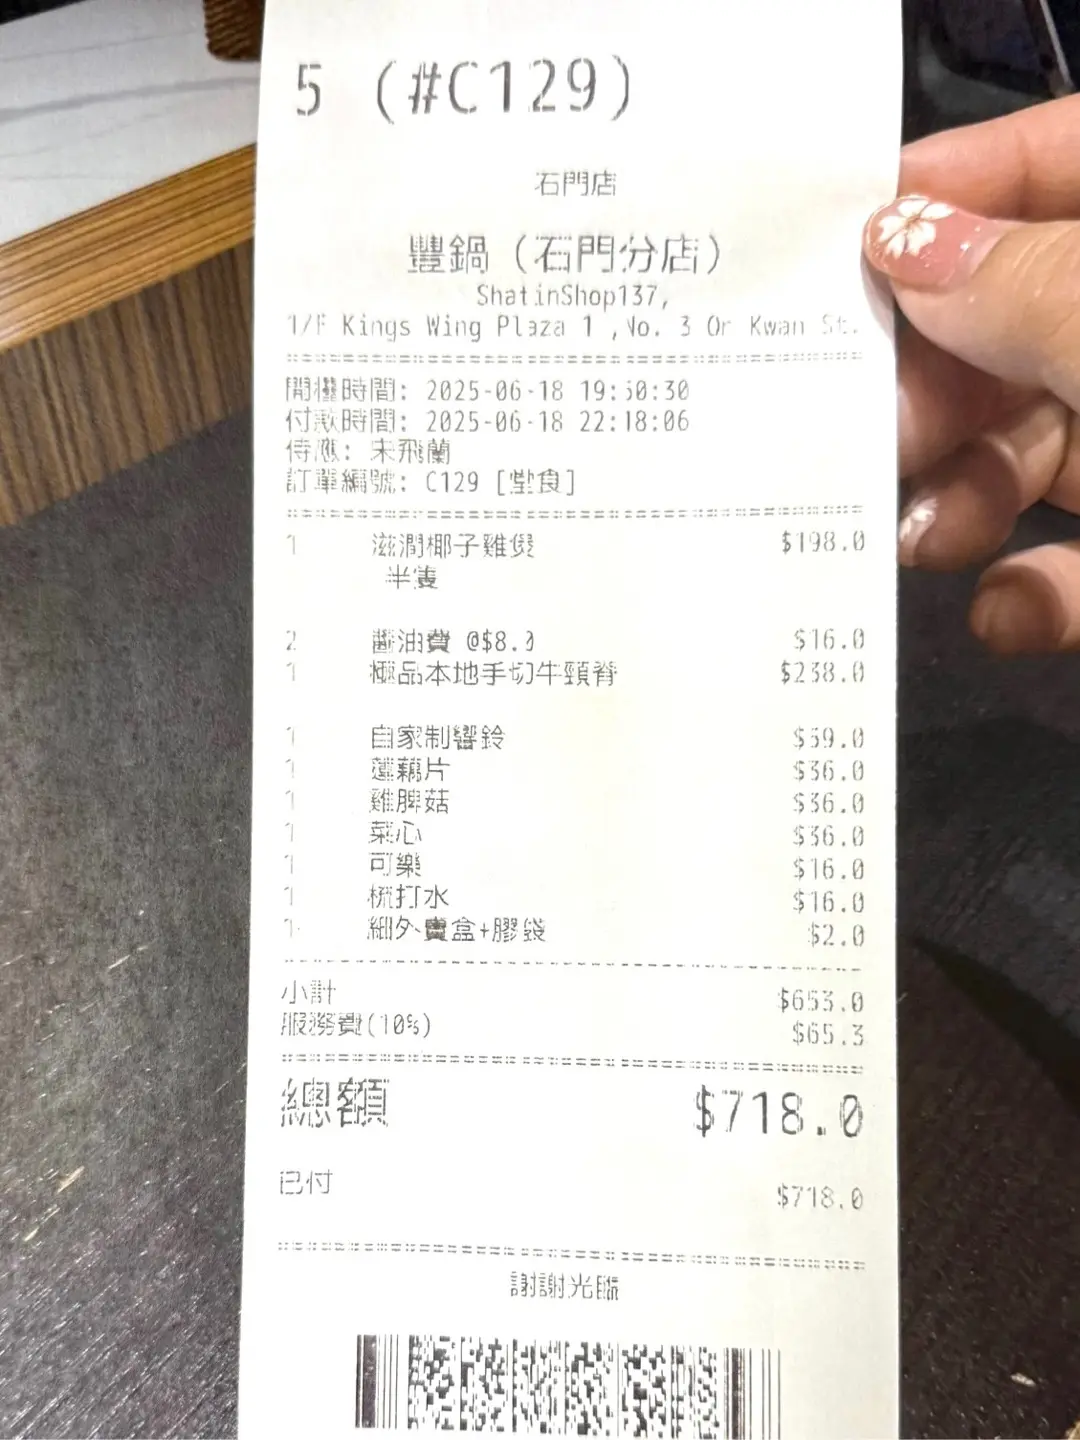 5 (#C129)
石門店
豐鍋 (石門分店)
ShatinShop137,
1/F Kings Wing Plaza 1 ,No. 3 On Kwan St.
開檯時間: 2025-06-18 19:50:30
付款時間: 2025-06-18 22:18:06
侍應: 朱飛蘭
訂單編號: C129 [堂食]
1 滋潤椰子雞煲 $198.0
半隻
2 醬油費 @$8.0 $16.0
1 極品本地手切牛頸脊 $238.0
1 自家制響鈴 $59.0
1 蓮藕片 $36.0
1 雞脾菇 $36.0
1 菜心 $36.0
1 可樂 $16.0
1 梳打水 $16.0
1 細外賣盒+膠袋 $2.0
小計 $653.0
服務費(10%) $65.3
總額 $718.0
已付 $718.0
謝謝光臨